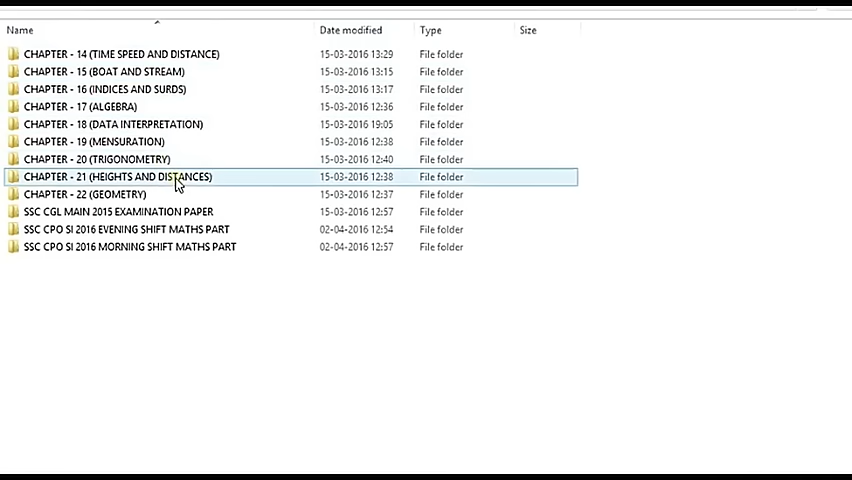 Name Date modified Type Size
CHAPTER - 14 (TIME SPEED AND DISTANCE) 15-03-2016 13:29 File folder
CHAPTER - 15 (BOAT AND STREAM) 15-03-2016 13:15 File folder
CHAPTER - 16 (INDICES AND SURDS) 15-03-2016 13:17 File folder
CHAPTER - 17 (ALGEBRA) 15-03-2016 12:36 File folder
CHAPTER - 18 (DATA INTERPRETATION) 15-03-2016 19:05 File folder
CHAPTER - 19 (MENSURATION) 15-03-2016 12:38 File folder
CHAPTER - 20 (TRIGONOMETRY) 15-03-2016 12:40 File folder
CHAPTER - 21 (HEIGHTS AND DISTANCES) 15-03-2016 12:38 File folder
CHAPTER - 22 (GEOMETRY) 15-03-2016 12:37 File folder
SSC CGL MAIN 2015 EXAMINATION PAPER 15-03-2016 12:57 File folder
SSC CPO SI 2016 EVENING SHIFT MATHS PART 02-04-2016 12:54 File folder
SSC CPO SI 2016 MORNING SHIFT MATHS PART 02-04-2016 12:57 File folder